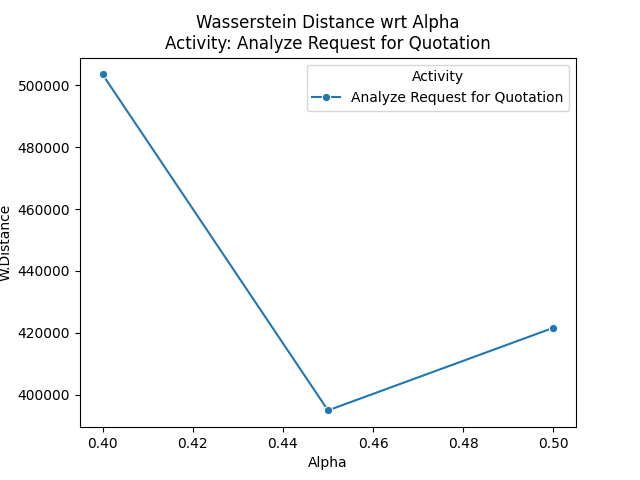 Wasserstein Distance wrt Alpha
Activity: Analyze Request for Quotation
Activity
Analyze Request for Quotation
500000
480000
460000
440000
420000
400000
W.Distance
0.40 0.42 0.44 0.46 0.48 0.50
Alpha